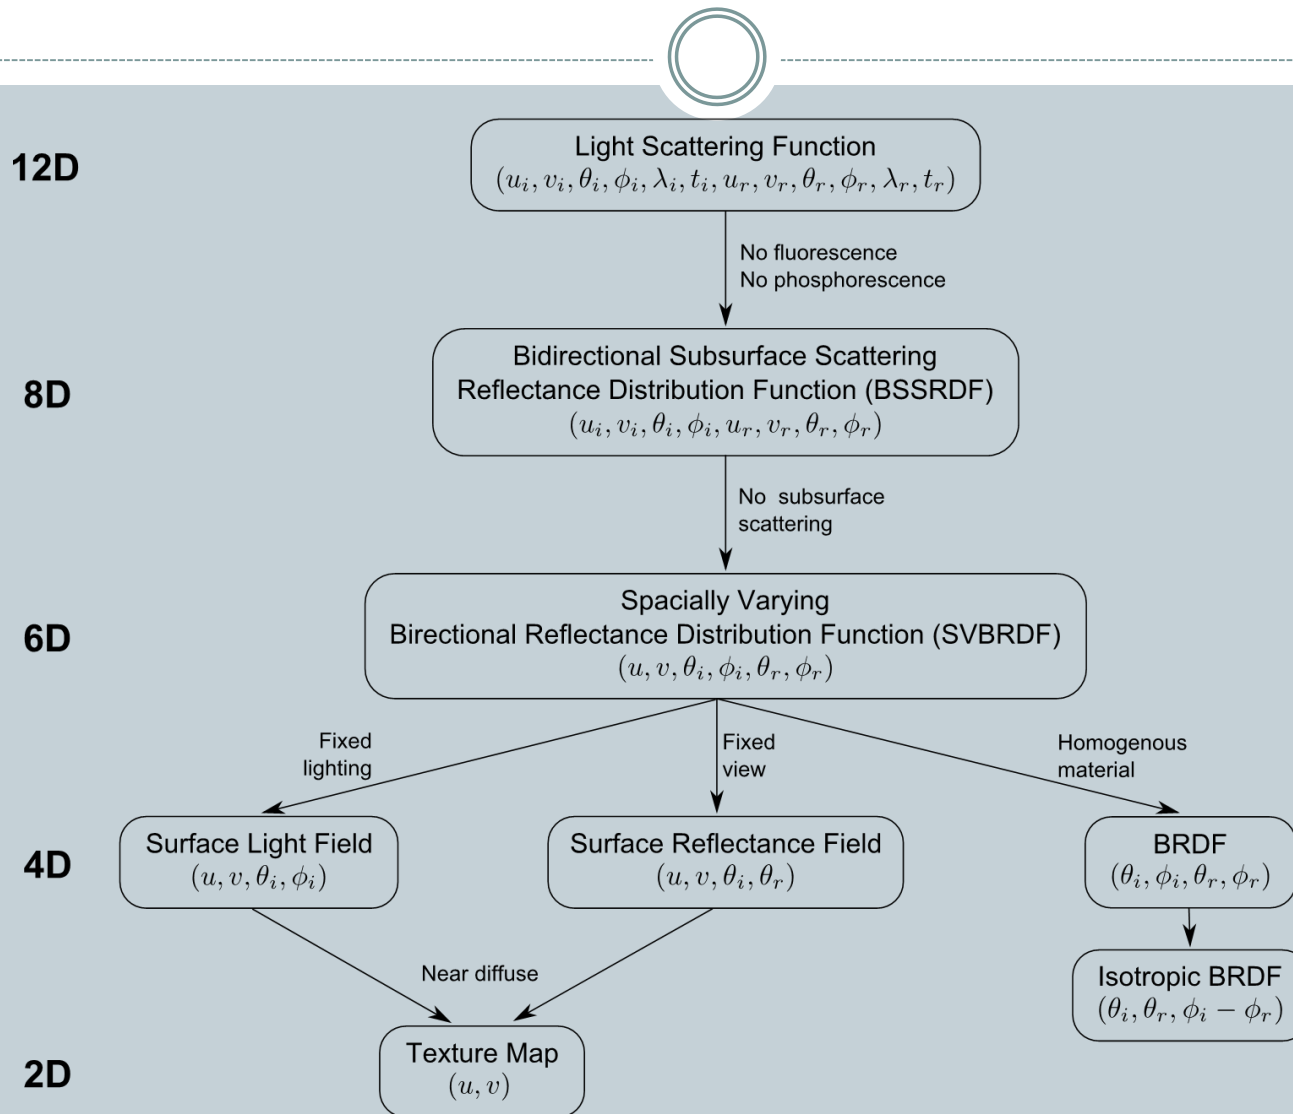 12D
Light Scattering Function
(u_i, v_i, θ_i, ϕ_i, λ_i, t_i, u_r, v_r, θ_r, ϕ_r, λ_r, t_r)
No fluorescence
No phosphorescence
8D
Bidirectional Subsurface Scattering
Reflectance Distribution Function (BSSRDF)
(u_i, v_i, θ_i, ϕ_i, u_r, v_r, θ_r, ϕ_r)
No subsurface
scattering
6D
Spacially Varying
Birectional Reflectance Distribution Function (SVBRDF)
(u, v, θ_i, ϕ_i, θ_r, ϕ_r)
Fixed
lighting
Fixed
view
Homogenous
material
4D
Surface Light Field
(u, v, θ_i, ϕ_i)
Surface Reflectance Field
(u, v, θ_i, θ_r)
BRDF
(θ_i, ϕ_i, θ_r, ϕ_r)
Near diffuse
Isotropic BRDF
(θ_i, θ_r, ϕ_i − ϕ_r)
2D
Texture Map
(u, v)